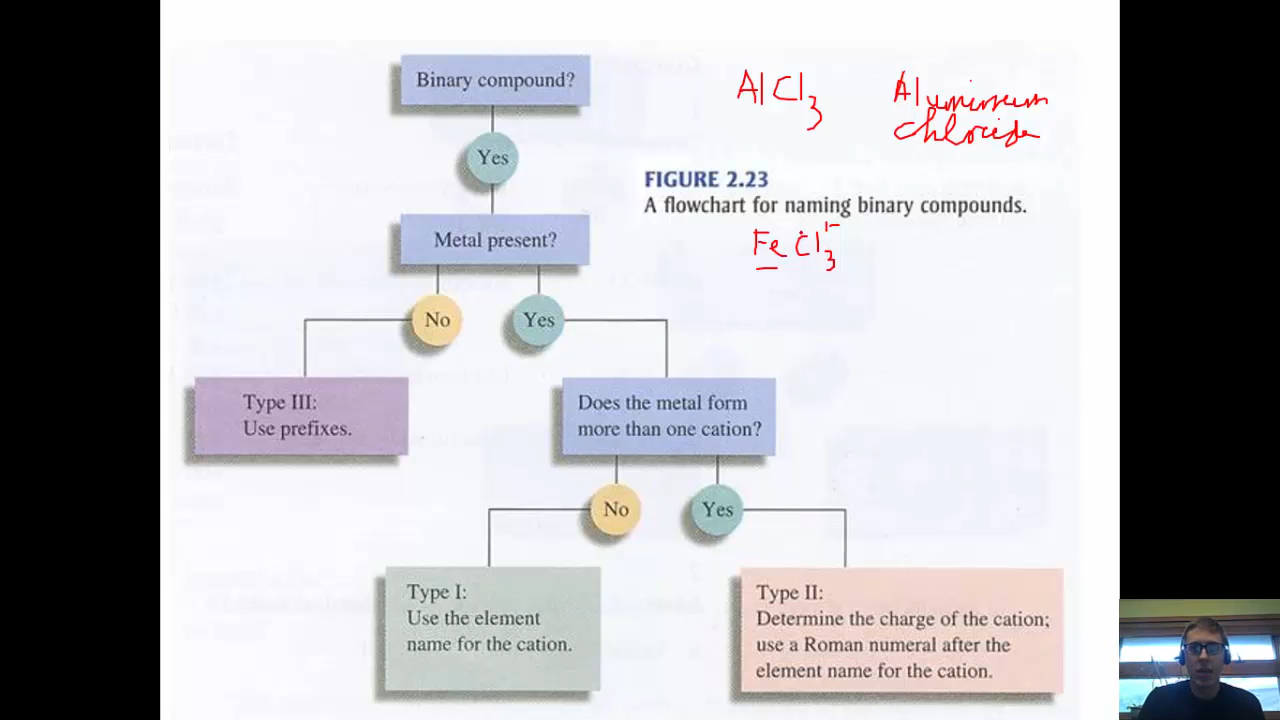 Binary compound?
AlCl3
Aluminum
chloride
Yes
FIGURE 2.23
A flowchart for naming binary compounds.
Metal present?
FeCl3 1-
No
Yes
Type III:
Use prefixes.
Does the metal form
more than one cation?
No
Yes
Type I:
Use the element
name for the cation.
Type II:
Determine the charge of the cation;
use a Roman numeral after the
element name for the cation.